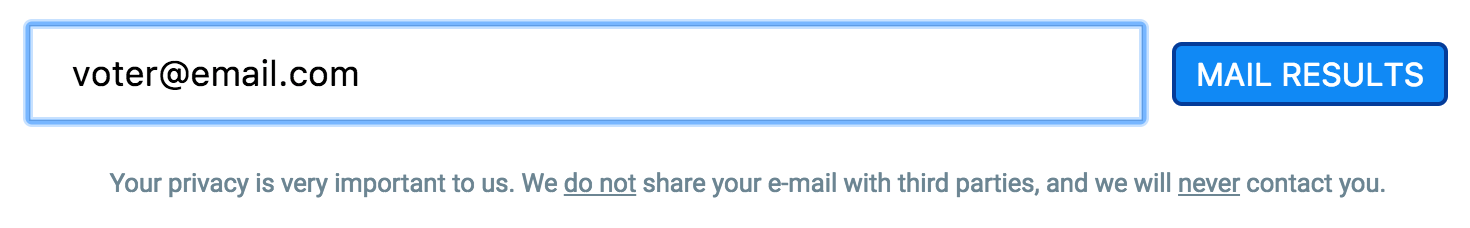 voter@email.com
MAIL RESULTS
Your privacy is very important to us. We do not share your e-mail with third parties, and we will never contact you.